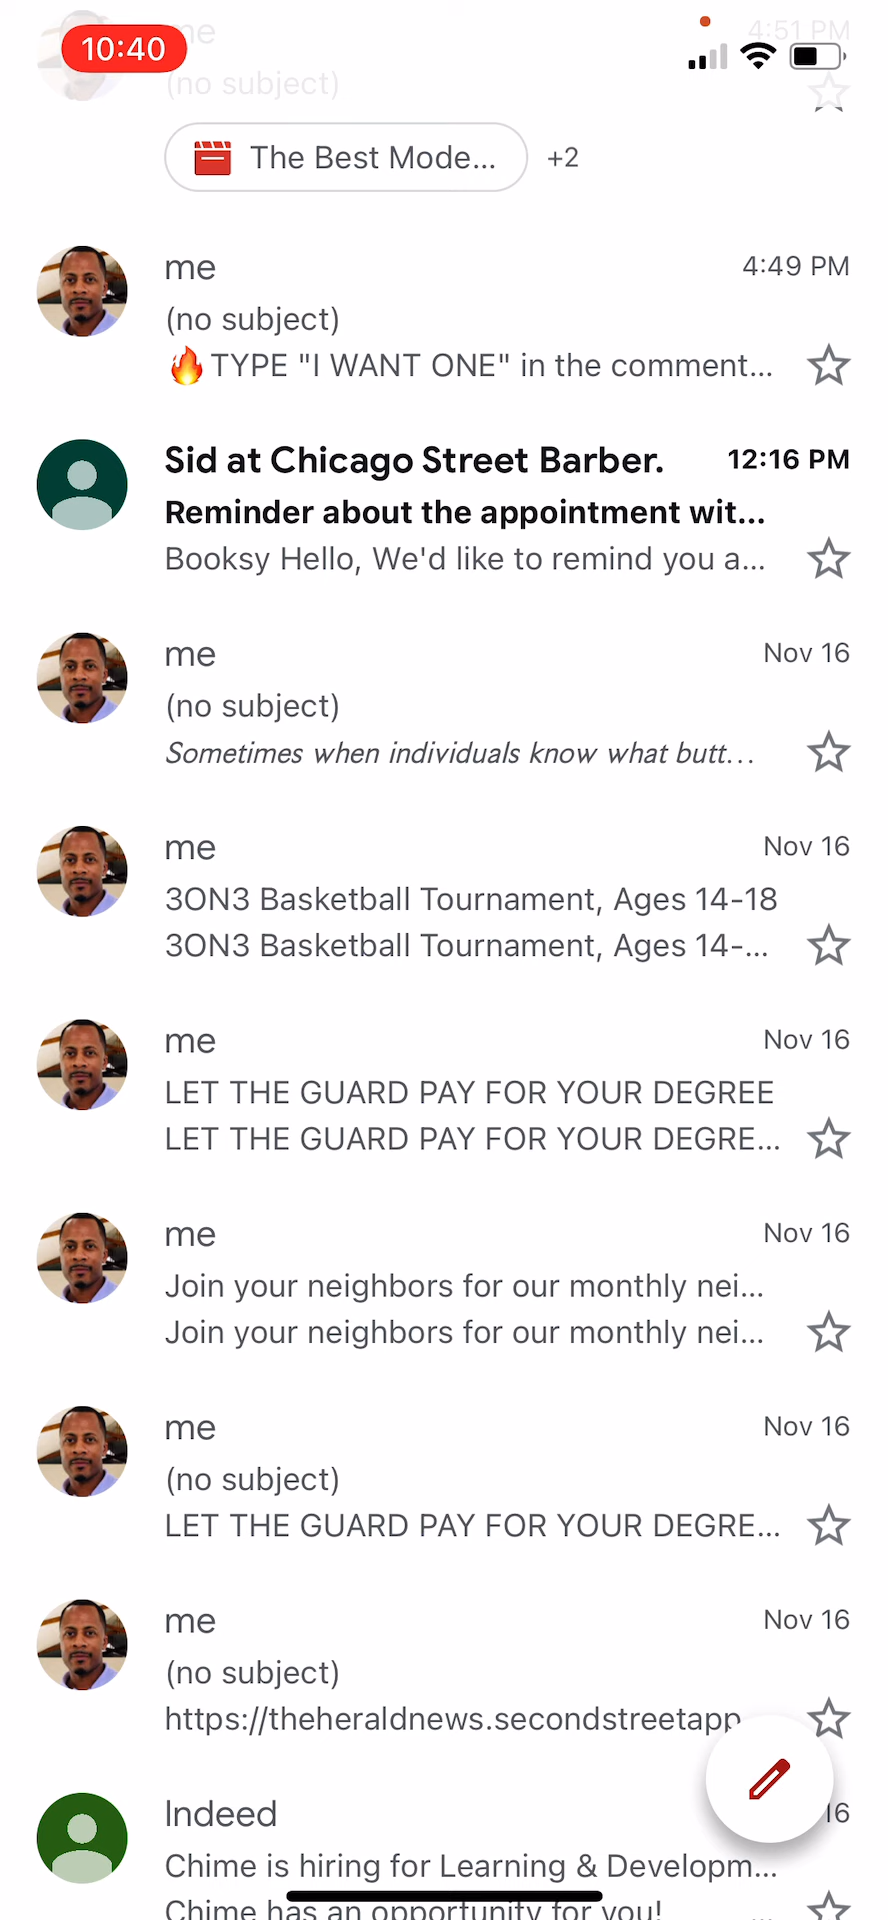 me
4:51 PM
10:40
(no subject)
The Best Mode...
+2
me
4:49 PM
(no subject)
🔥TYPE "I WANT ONE" in the comment...
Sid at Chicago Street Barber.
12:16 PM
Reminder about the appointment wit...
Booksy Hello, We'd like to remind you a...
me
Nov 16
(no subject)
Sometimes when individuals know what butt...
me
Nov 16
3ON3 Basketball Tournament, Ages 14-18
3ON3 Basketball Tournament, Ages 14-...
me
Nov 16
LET THE GUARD PAY FOR YOUR DEGREE
LET THE GUARD PAY FOR YOUR DEGRE...
me
Nov 16
Join your neighbors for our monthly nei...
Join your neighbors for our monthly nei...
me
Nov 16
(no subject)
LET THE GUARD PAY FOR YOUR DEGRE...
me
Nov 16
(no subject)
https://theheraldnews.secondstreetapp
Indeed
16
Chime is hiring for Learning & Developm...
Chime has an opportunity for you!
...